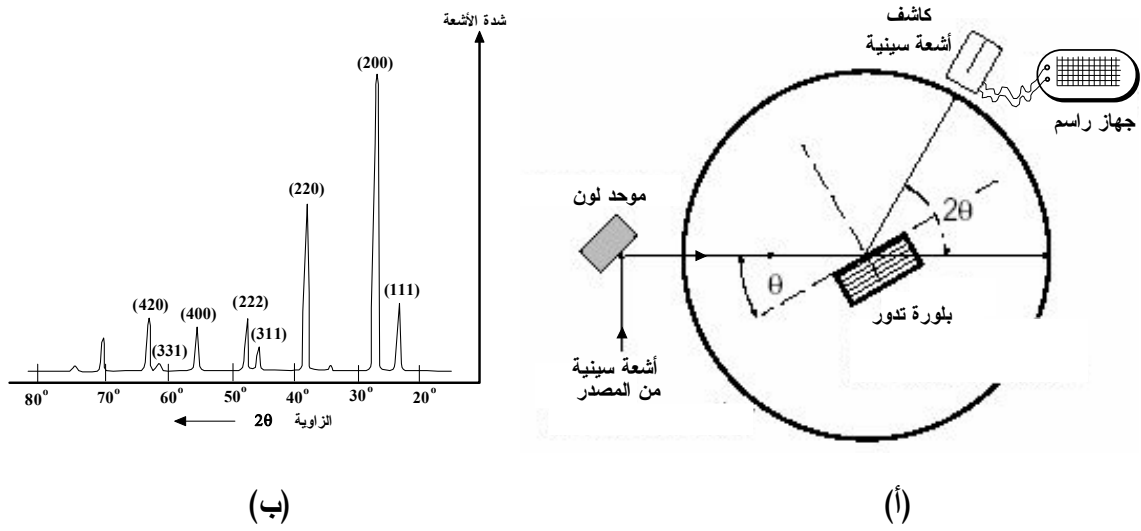 كاشف
أشعة سينية
جهاز راسم
موحد لون
2θ
θ
بلورة تدور
أشعة سينية
من المصدر
(أ)
شدة الأشعة
(200)
(220)
(111)
(420)
(400)
(222)
(331)
(311)
80° 70° 60° 50° 40° 30° 20°
الزاوية 2θ
(ب)